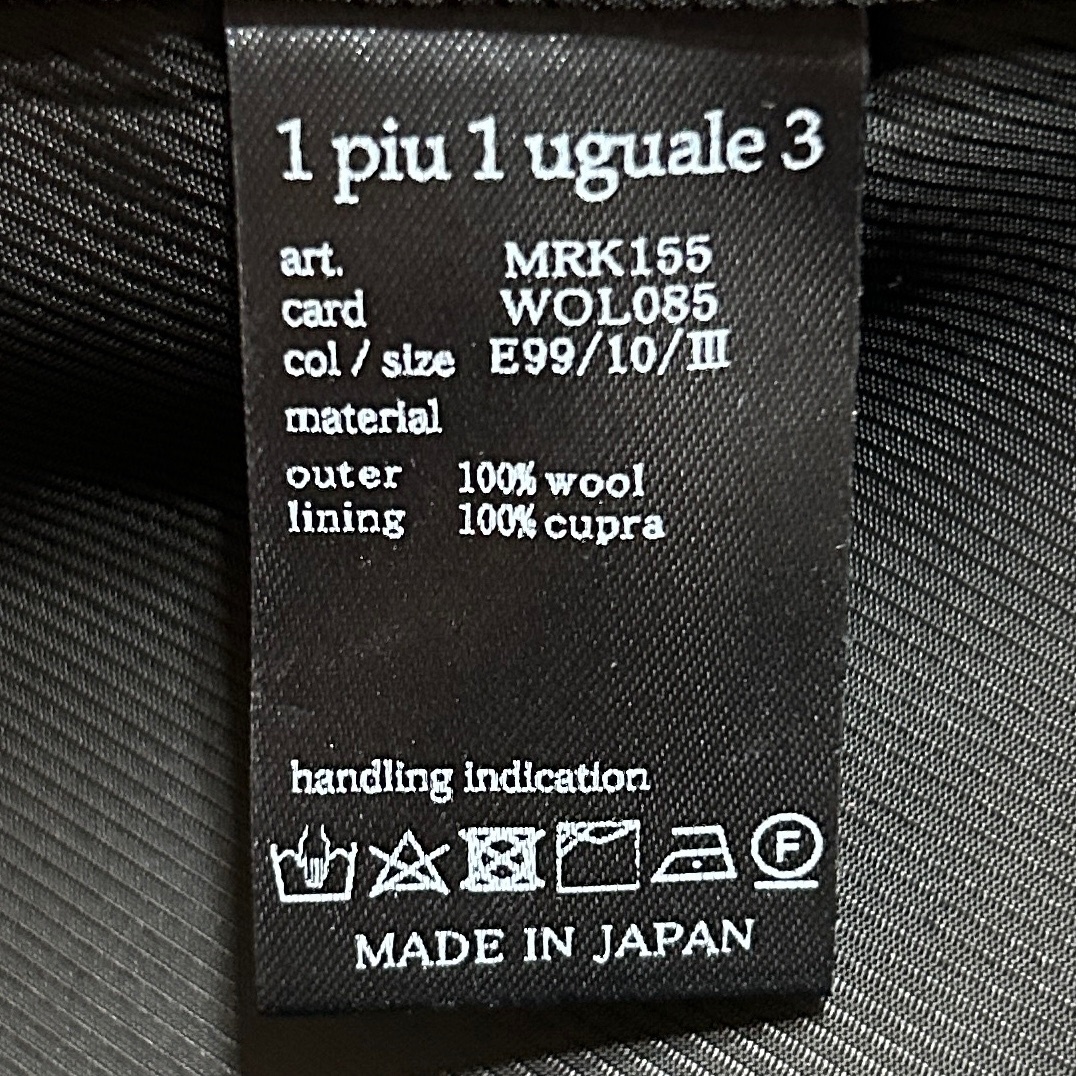 1 piu 1 uguale 3
art. MRK155
card WOL085
col / size E99/10/III
material
outer 100% wool
lining 100% cupra
handling indication
F
MADE IN JAPAN